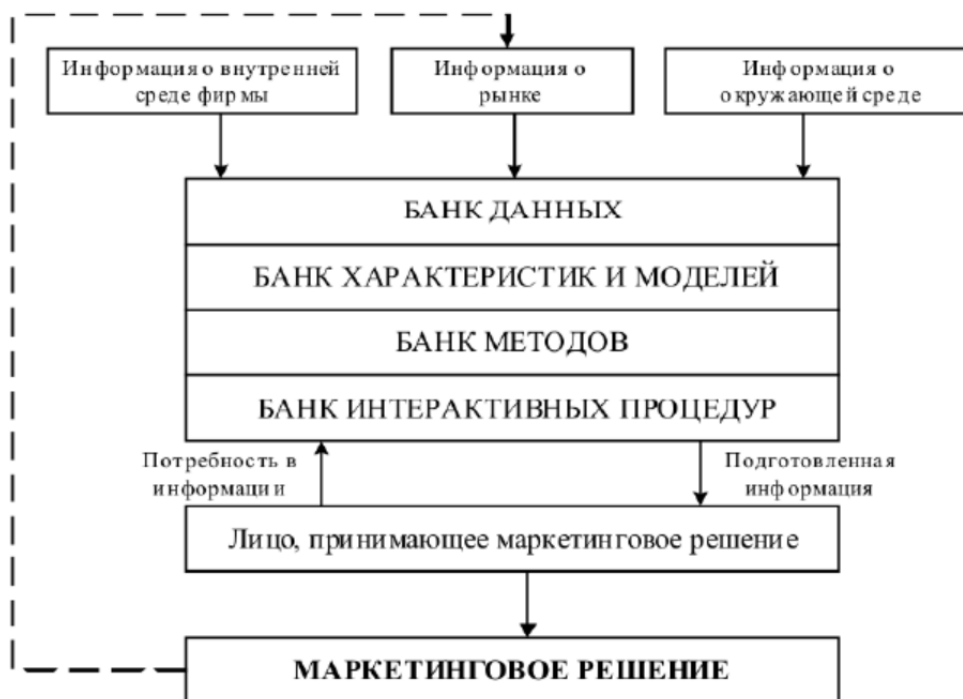 Информация о внутренней
среде фирмы
Информация о
рынке
Информация о
окружающей среде
БАНК ДАННЫХ
БАНК ХАРАКТЕРИСТИК И МОДЕЛЕЙ
БАНК МЕТОДОВ
БАНК ИНТЕРАКТИВНЫХ ПРОЦЕДУР
Потребность в
информации
Подготовленная
информация
Лицо, принимающее маркетинговое решение
МАРКЕТИНГОВОЕ РЕШЕНИЕ